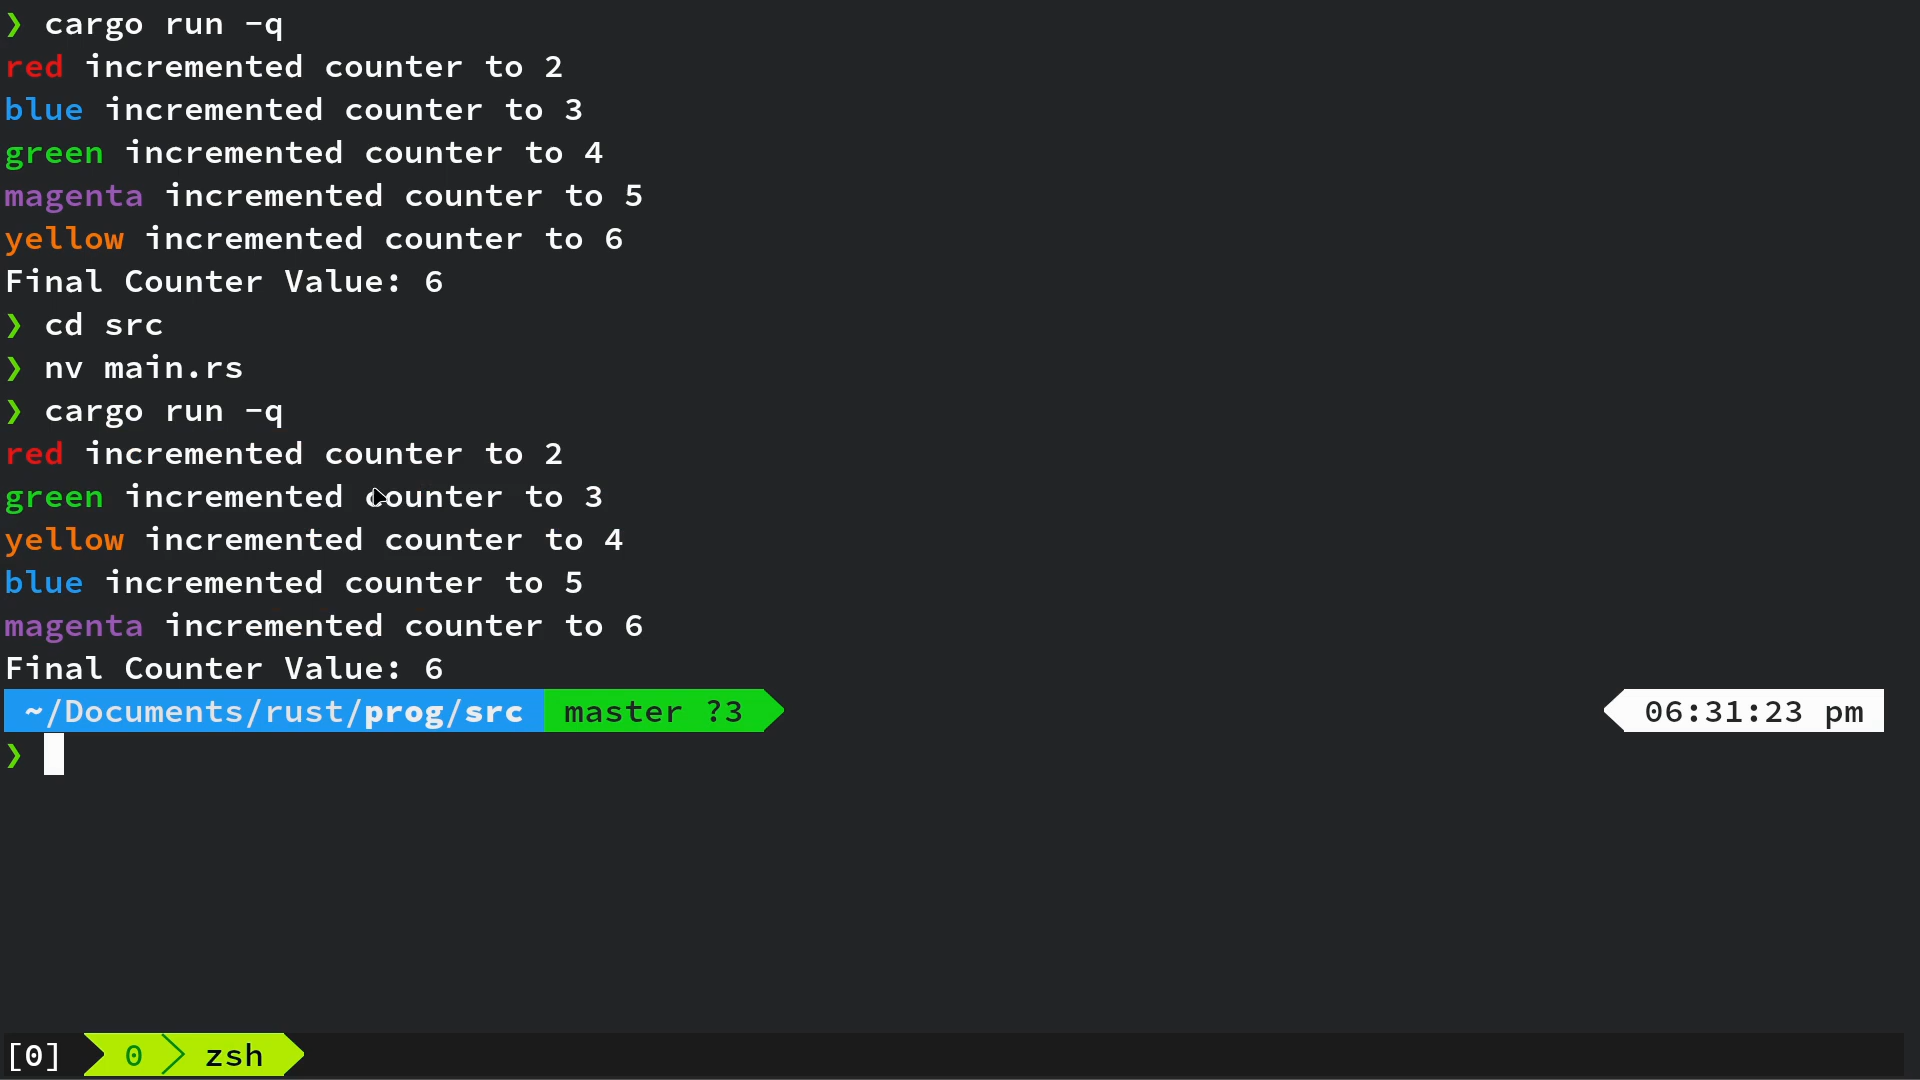 ❯ cargo run -q
red incremented counter to 2
blue incremented counter to 3
green incremented counter to 4
magenta incremented counter to 5
yellow incremented counter to 6
Final Counter Value: 6
❯ cd src
❯ nv main.rs
❯ cargo run -q
red incremented counter to 2
green incremented counter to 3
yellow incremented counter to 4
blue incremented counter to 5
magenta incremented counter to 6
Final Counter Value: 6
~/Documents/rust/prog/src master ?3 06:31:23 pm
❯
[0] 0 zsh